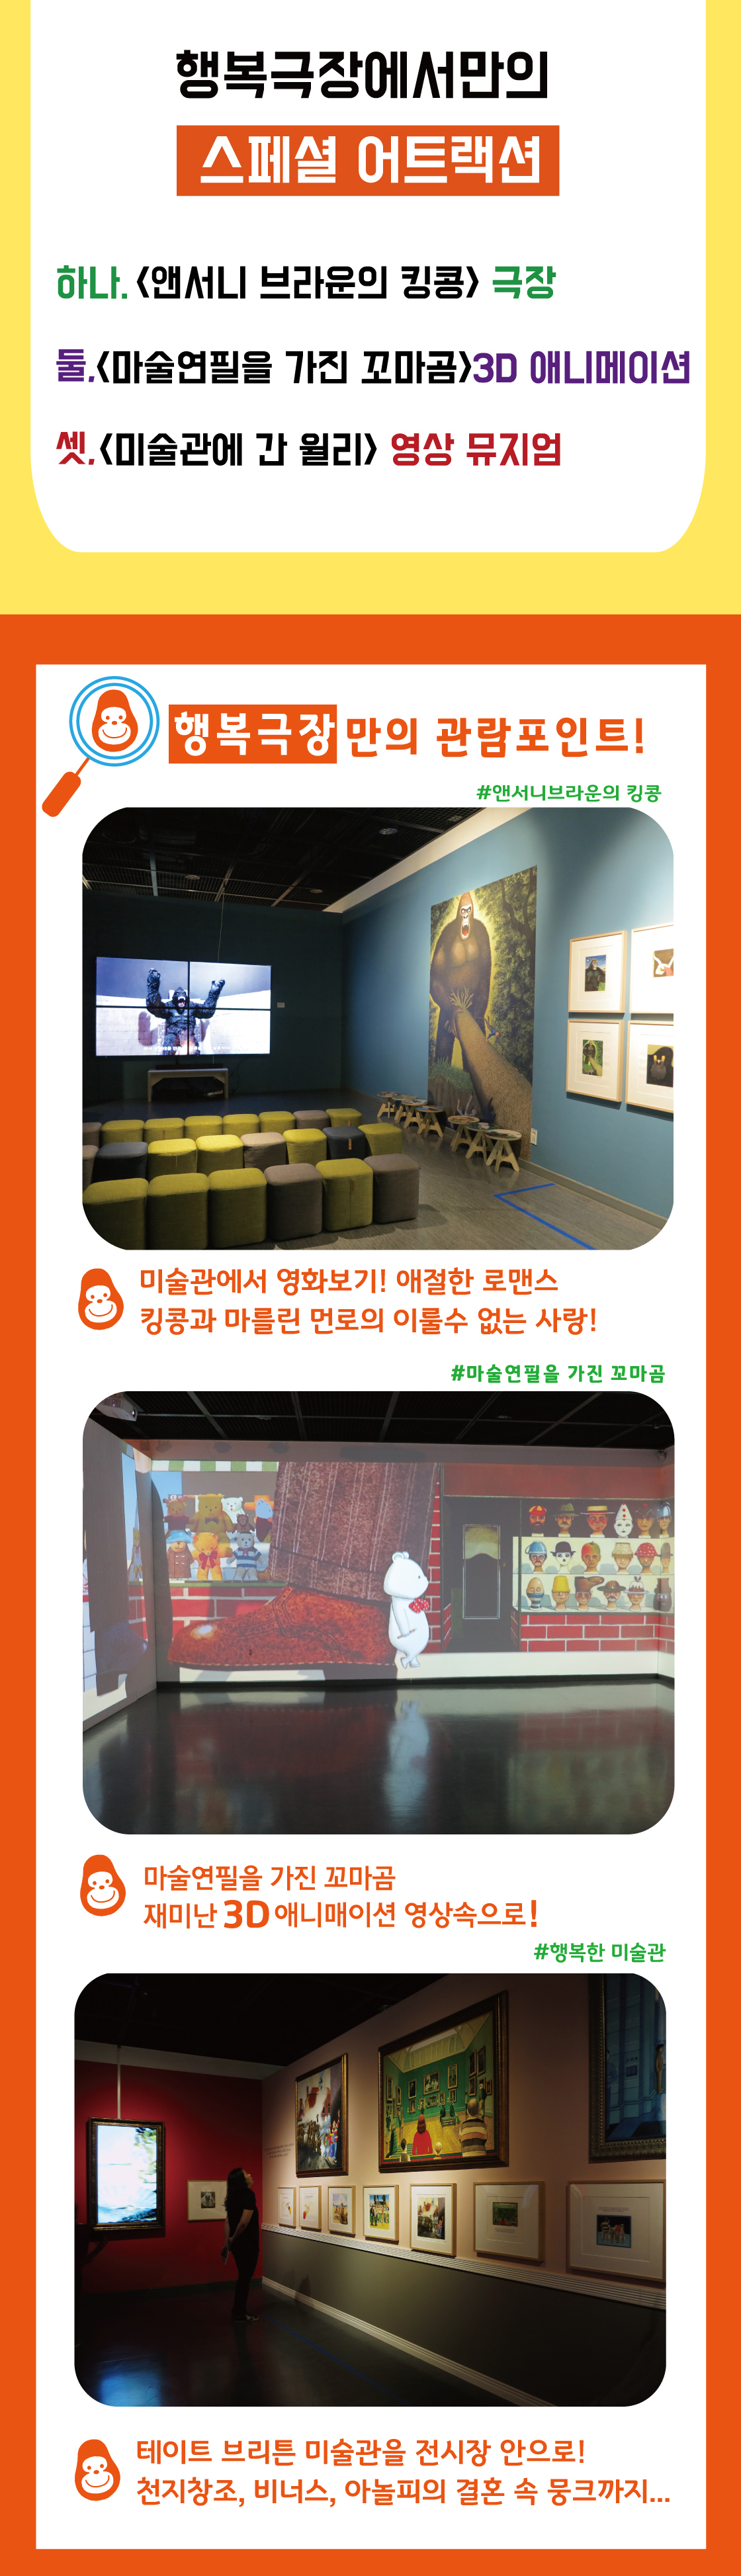 행복극장에서만의
스페셜 어트랙션
하나. <앤서니 브라운의 킹콩> 극장
둘.<마술연필을 가진 꼬마곰>3D 애니메이션
셋.<미술관에 간 윌리> 영상 뮤지엄
행복극장만의 관람포인트!
#앤서니브라운의 킹콩
미술관에서 영화보기! 애절한 로맨스
킹콩과 마를린 먼로의 이룰수 없는 사랑!
#마술연필을 가진 꼬마곰
마술연필을 가진 꼬마곰
재미난 3D 애니매이션 영상속으로!
#행복한 미술관
테이트 브리튼 미술관을 전시장 안으로!
천지창조, 비너스, 아놀피의 결혼 속 뭉크까지...